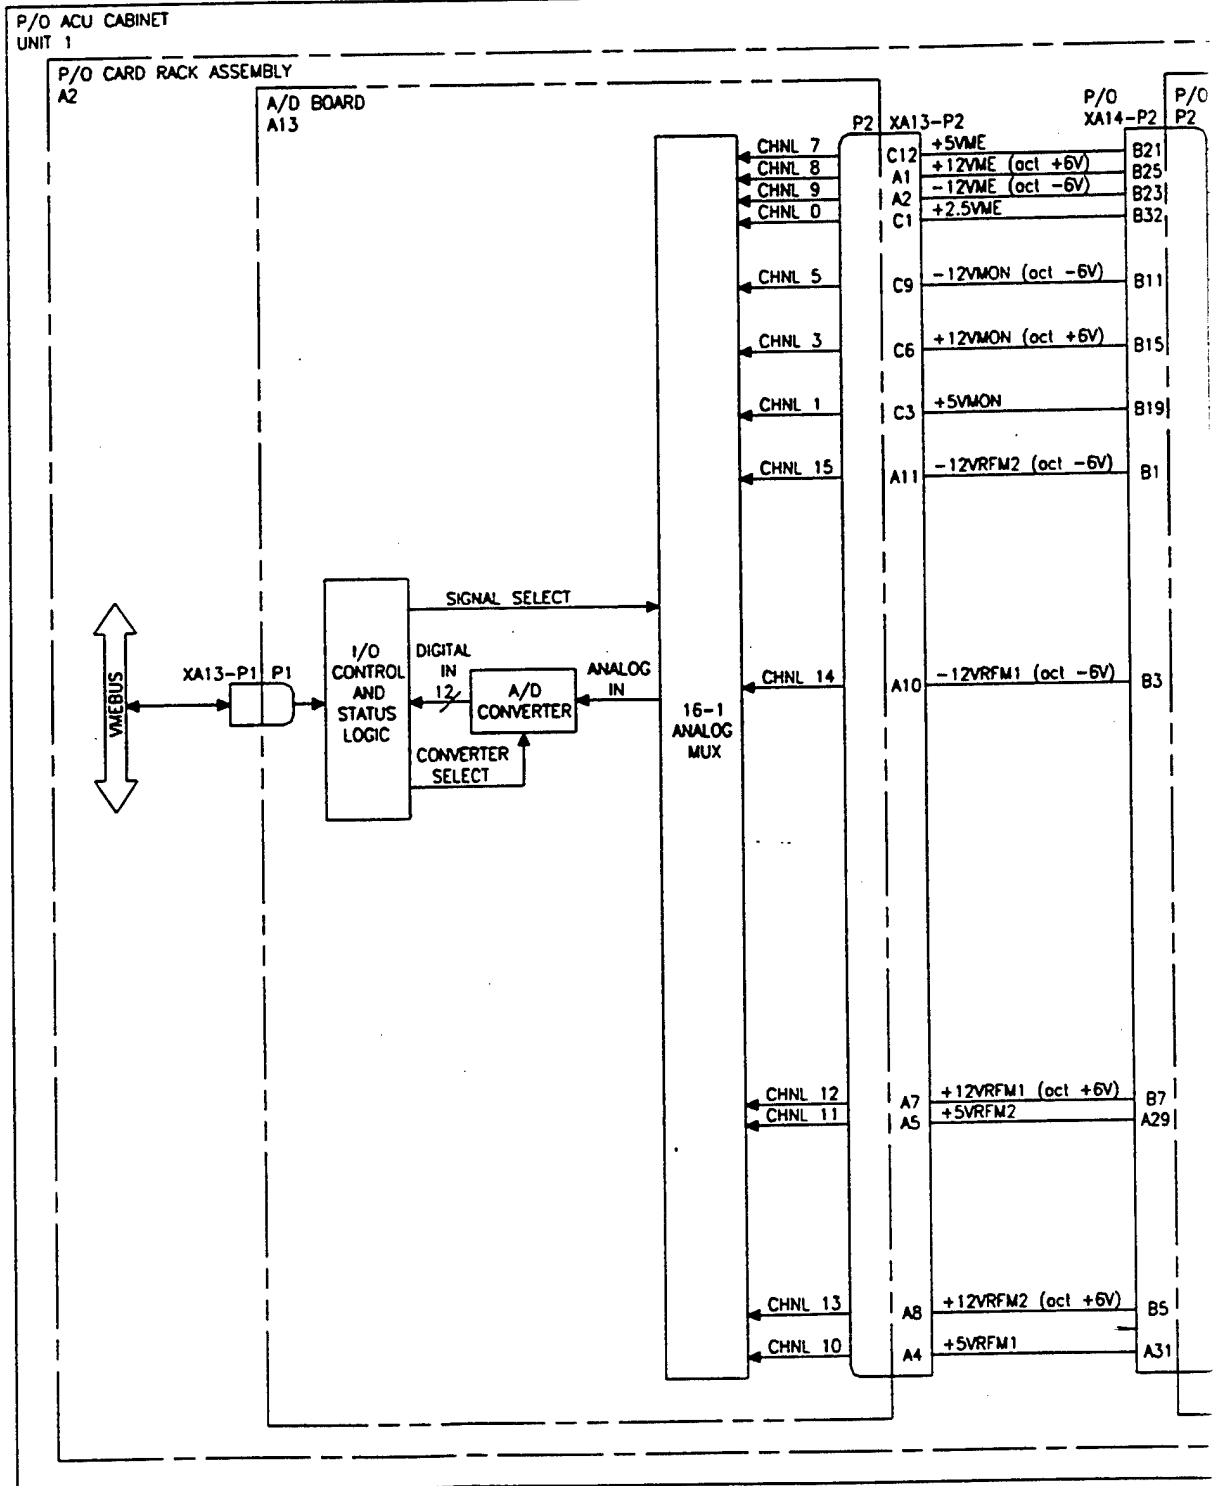 P/O ACU CABINET
UNIT 1
P/O CARD RACK ASSEMBLY
A2
A/D BOARD
A13
P/O
XA14-P2
P/O
P2
P2
XA13-P2
CHNL 7
C12
+5VME
B21
CHNL 8
A1
+12VME (act +6V)
B25
CHNL 9
A2
-12VME (act -6V)
B23
CHNL 0
C1
+2.5VME
B32
CHNL 5
C9
-12VMON (act -6V)
B11
CHNL 3
C6
+12VMON (act +6V)
B15
CHNL 1
C3
+5VMON
B19
CHNL 15
A11
-12VRFM2 (act -6V)
B1
SIGNAL SELECT
VMEBUS
XA13-P1
P1
I/O
CONTROL
AND
STATUS
LOGIC
DIGITAL
IN
12
A/D
CONVERTER
ANALOG
IN
CONVERTER
SELECT
16-1
ANALOG
MUX
CHNL 14
A10
-12VRFM1 (act -6V)
B3
CHNL 12
A7
+12VRFM1 (act +6V)
B7
CHNL 11
A5
+5VRFM2
A29
CHNL 13
A8
+12VRFM2 (act +6V)
B5
CHNL 10
A4
+5VRFM1
A31